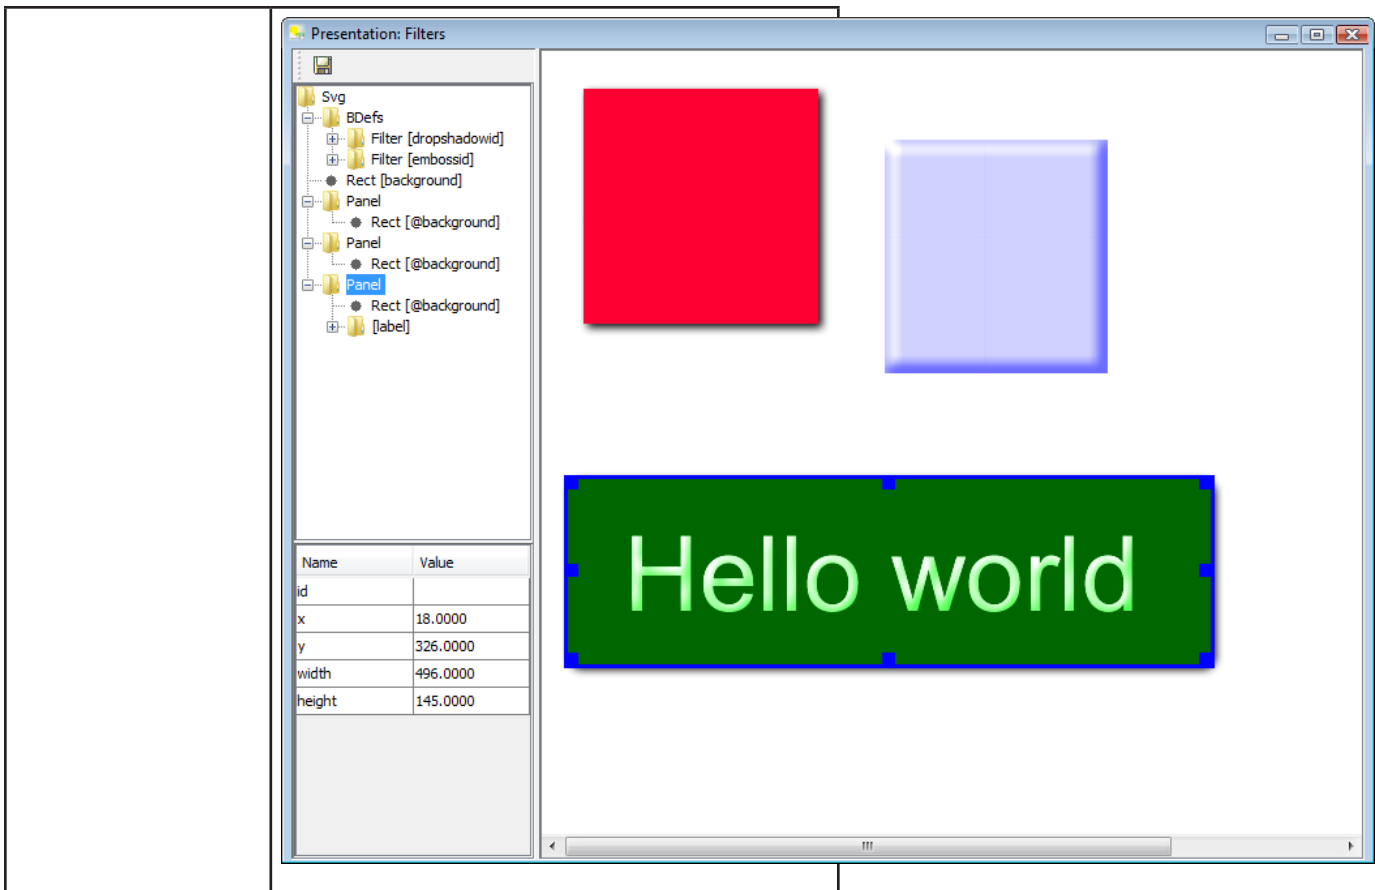 Presentation: Filters
Svg
BDefs
Filter [dropshadowid]
Filter [embossid]
Rect [background]
Panel
Rect [@background]
Panel
Rect [@background]
Panel
Rect [@background]
[label]
Name Value
id
x 18.0000
y 326.0000
width 496.0000
height 145.0000
Hello world